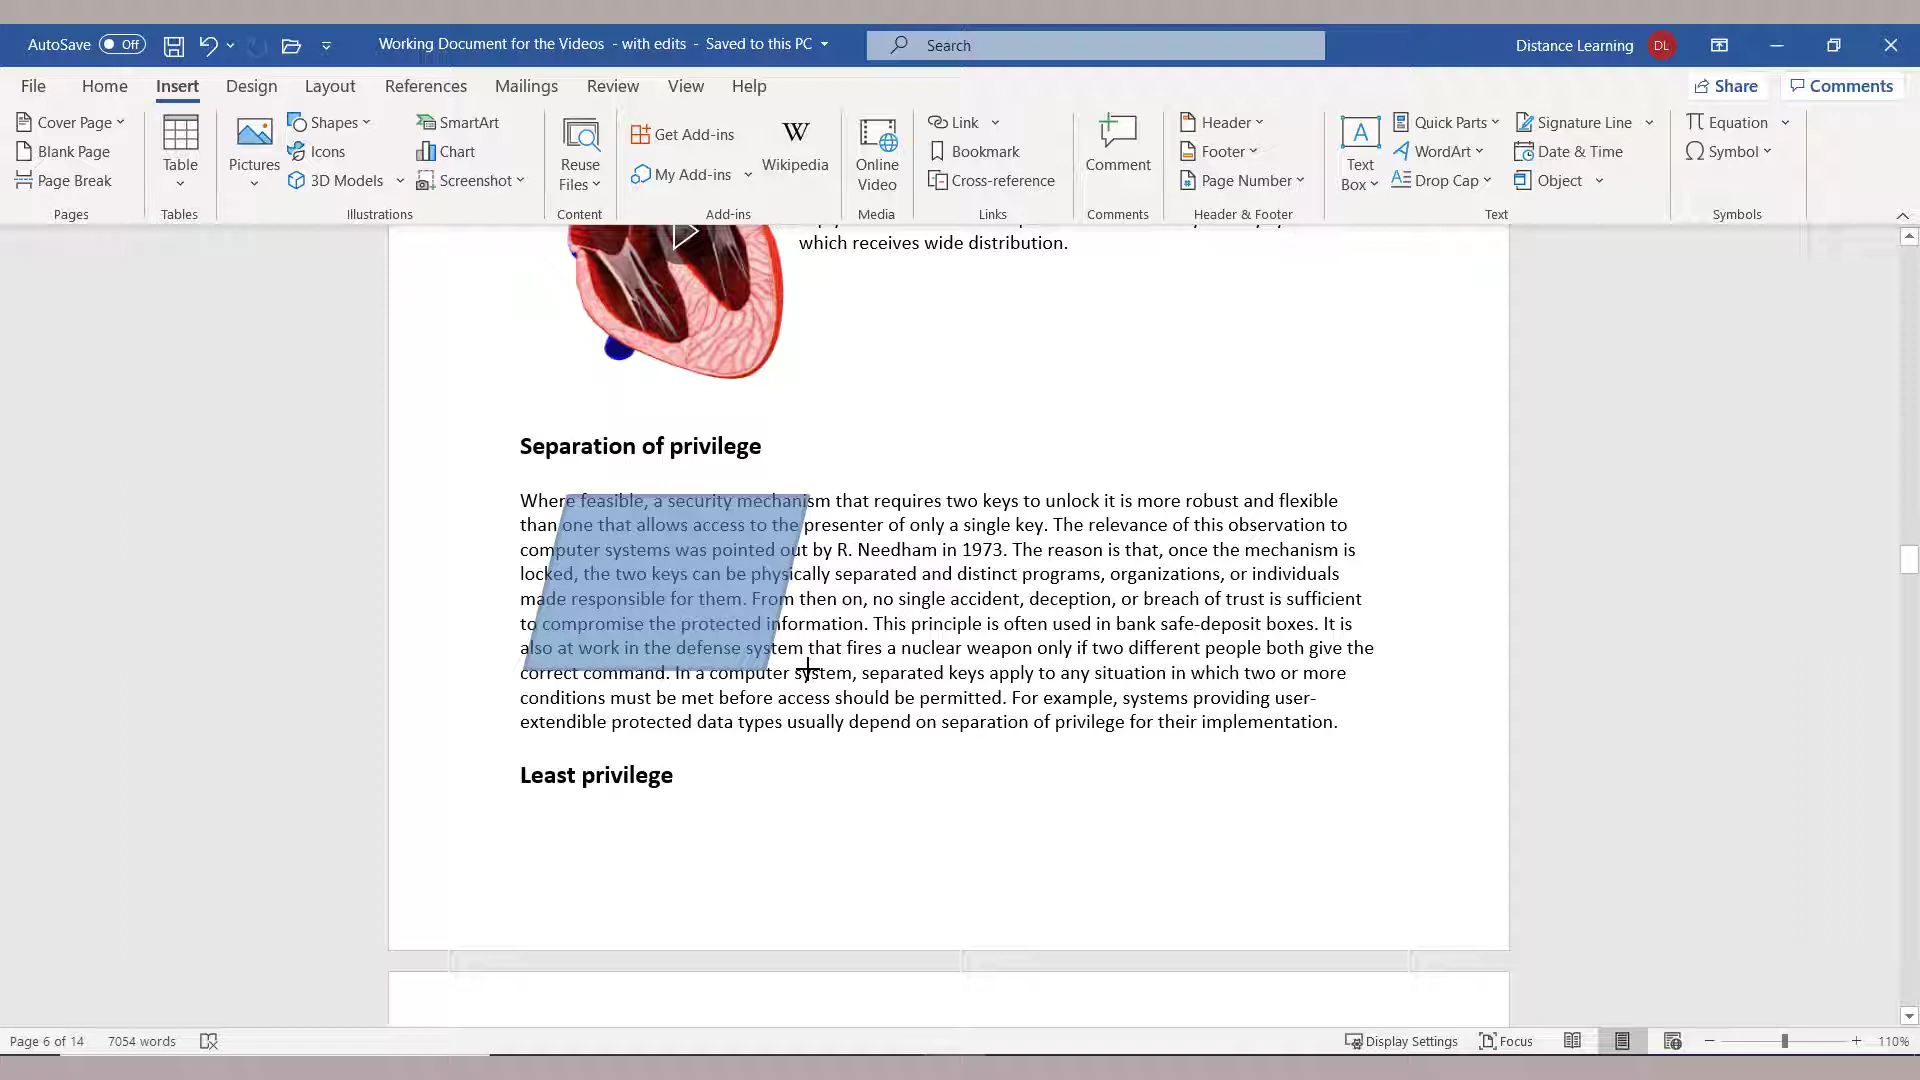 AutoSave Off Working Document for the Videos - with edits - Saved to this PC Search Distance Learning DL
File Home Insert Design Layout References Mailings Review View Help Share Comments
Cover Page
Blank Page
Page Break
Pages
Table
Tables
Pictures
Shapes
Icons
3D Models
SmartArt
Chart
Screenshot
Illustrations
Reuse
Files
Content
Get Add-ins
My Add-ins
W
Wikipedia
Add-ins
Online
Video
Media
Link
Bookmark
Cross-reference
Links
Comment
Comments
Header
Footer
Page Number
Header & Footer
A
Text
Box
Quick Parts
WordArt
Drop Cap
Signature Line
Date & Time
Object
Text
Equation
Symbol
Symbols
which receives wide distribution.
Separation of privilege
Where feasible, a security mechanism that requires two keys to unlock it is more robust and flexible
than one that allows access to the presenter of only a single key. The relevance of this observation to
computer systems was pointed out by R. Needham in 1973. The reason is that, once the mechanism is
locked, the two keys can be physically separated and distinct programs, organizations, or individuals
made responsible for them. From then on, no single accident, deception, or breach of trust is sufficient
to compromise the protected information. This principle is often used in bank safe-deposit boxes. It is
also at work in the defense system that fires a nuclear weapon only if two different people both give the
correct command. In a computer system, separated keys apply to any situation in which two or more
conditions must be met before access should be permitted. For example, systems providing user-
extendible protected data types usually depend on separation of privilege for their implementation.
Least privilege
Page 6 of 14 7054 words Display Settings Focus 110%